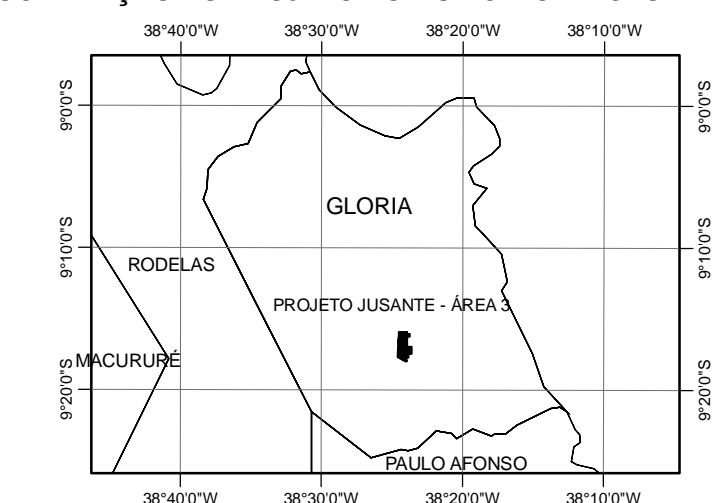 38°40'0"W 38°30'0"W 38°20'0"W 38°10'0"W
9°0'0"S 9°0'0"S
GLORIA
9°10'0"S 9°10'0"S
RODELAS
PROJETO JUSANTE - ÁREA 3
MACURURÉ
9°20'0"S 9°20'0"S
PAULO AFONSO
38°40'0"W 38°30'0"W 38°20'0"W 38°10'0"W